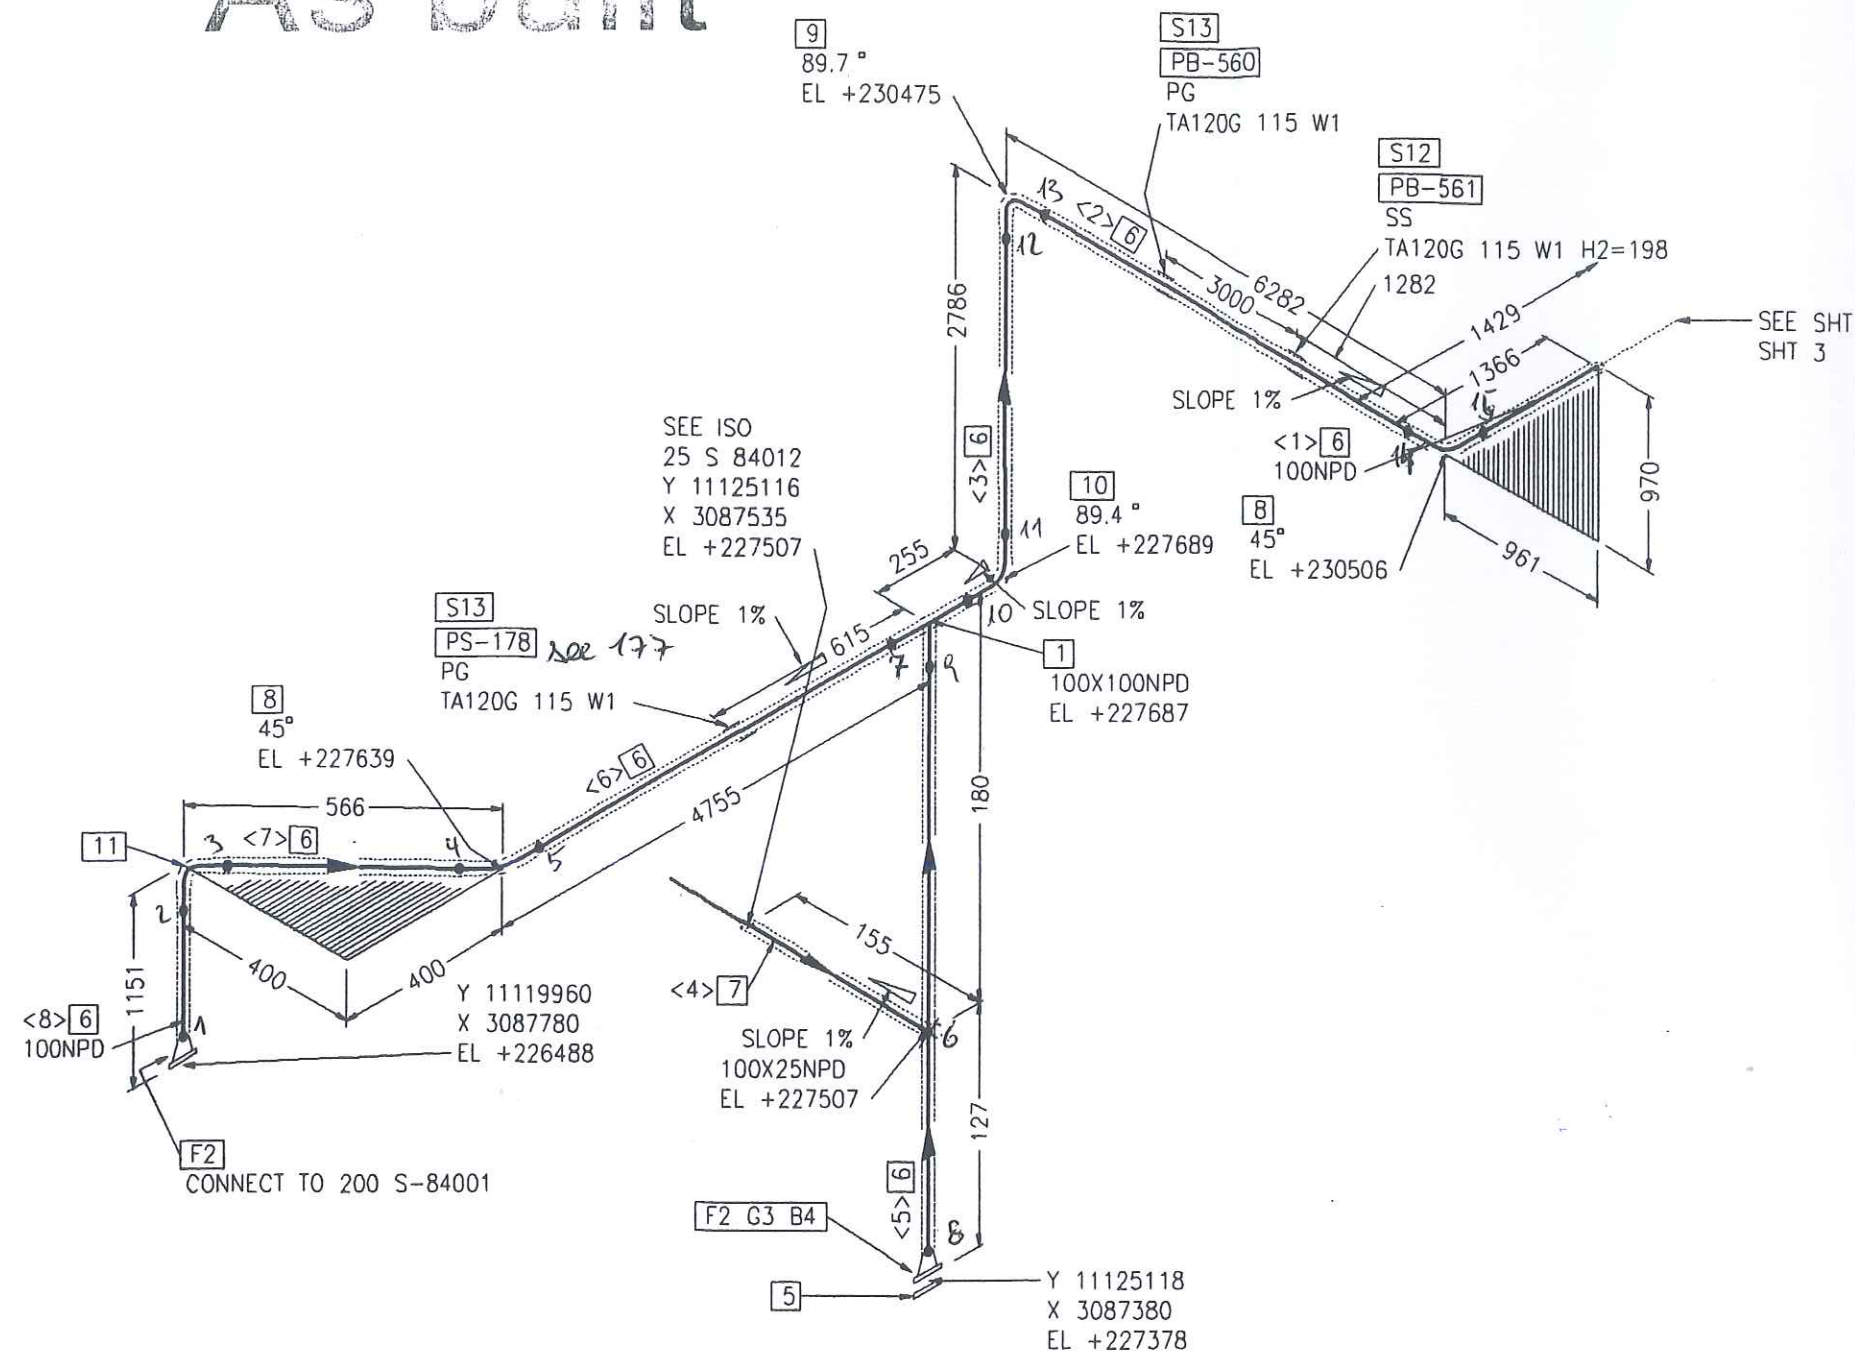 As built
9
89.7°
EL +230475
S13
PB-560
PG
TA120G 115 W1
S12
PB-561
SS
TA120G 115 W1 H2=198
1282
13
<2> 6
12
2786
6282
3000
1429
1366
SEE SHT
SHT 3
SLOPE 1%
15
<1> 6
100NPD
14
970
8
45°
EL +230506
961
SEE ISO
25 S 84012
Y 11125116
X 3087535
EL +227507
<3> 6
10
89.4°
EL +227689
11
255
SLOPE 1%
10
SLOPE 1%
615
7
9
1
100X100NPD
EL +227687
S13
PS-178 see 177
PG
TA120G 115 W1
8
45°
EL +227639
<6> 6
4755
180
566
11
3
<7> 6
4
5
2
1151
400
400
155
<4> 7
Y 11119960
X 3087780
EL +226488
<8> 6
100NPD
1
SLOPE 1%
100X25NPD
EL +227507
6
127
F2
CONNECT TO 200 S-84001
F2 G3 B4
<5> 6
8
5
Y 11125118
X 3087380
EL +227378